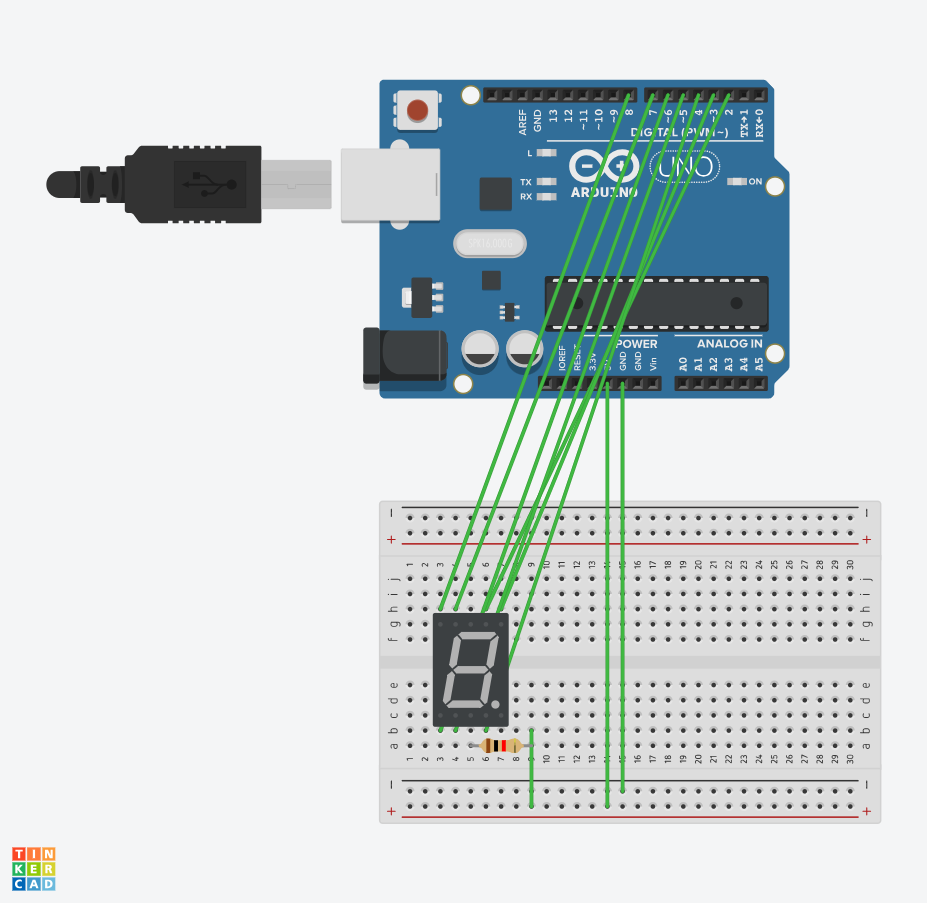 AREF
GND
13
12
~11
~10
~9
8
7
~6
~5
4
~3
2
TX→1
RX←0
DIGITAL (PWM~)
L
TX
RX
ARDUINO
UNO
ON
SPK16.000G
IOREF
RESET
3.3V
5V
GND
GND
Vin
POWER
ANALOG IN
A0
A1
A2
A3
A4
A5
− −
+ +
1 2 3 4 5 6 7 8 9 10 11 12 13 14 15 16 17 18 19 20 21 22 23 24 25 26 27 28 29 30
j j
i i
h h
g g
f f
e e
d d
c c
b b
a a
1 2 3 4 5 6 7 8 9 10 11 12 13 14 15 16 17 18 19 20 21 22 23 24 25 26 27 28 29 30
− −
+ +
TIN
KER
CAD